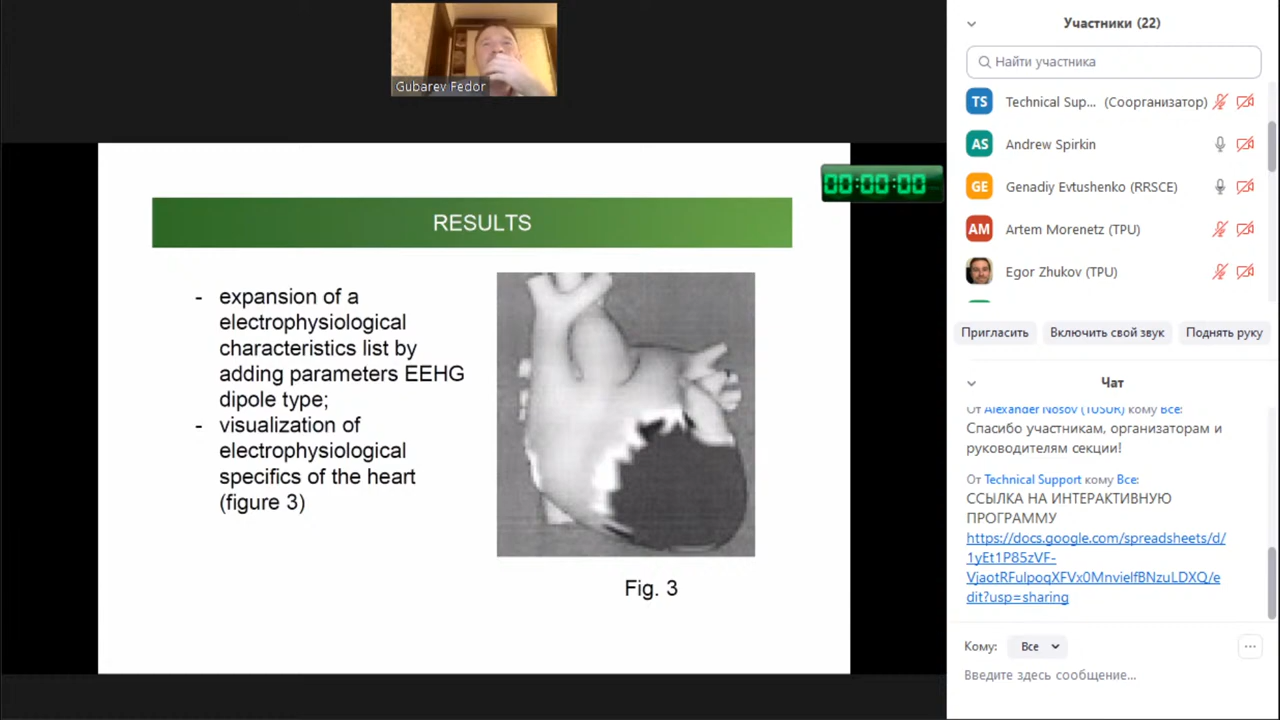 Gubarev Fedor
00:00:00
RESULTS
- expansion of a
electrophysiological
characteristics list by
adding parameters EEHG
dipole type;
- visualization of
electrophysiological
specifics of the heart
(figure 3)
Fig. 3
Участники (22)
Найти участника
TS Technical Sup... (Соорганизатор)
AS Andrew Spirkin
GE Genadiy Evtushenko (RRSCE)
AM Artem Morenetz (TPU)
Egor Zhukov (TPU)
Пригласить Включить свой звук Поднять руку
Чат
От Alexander Nosov (TUSUR) кому Все:
Спасибо участникам, организаторам и
руководителям секции!
От Technical Support кому Все:
ССЫЛКА НА ИНТЕРАКТИВНУЮ
ПРОГРАММУ
https://docs.google.com/spreadsheets/d/
1yEt1P85zVF-
VjaotRFulpoqXFVx0MnvielfBNzuLDXQ/e
dit?usp=sharing
Кому: Все
Введите здесь сообщение...